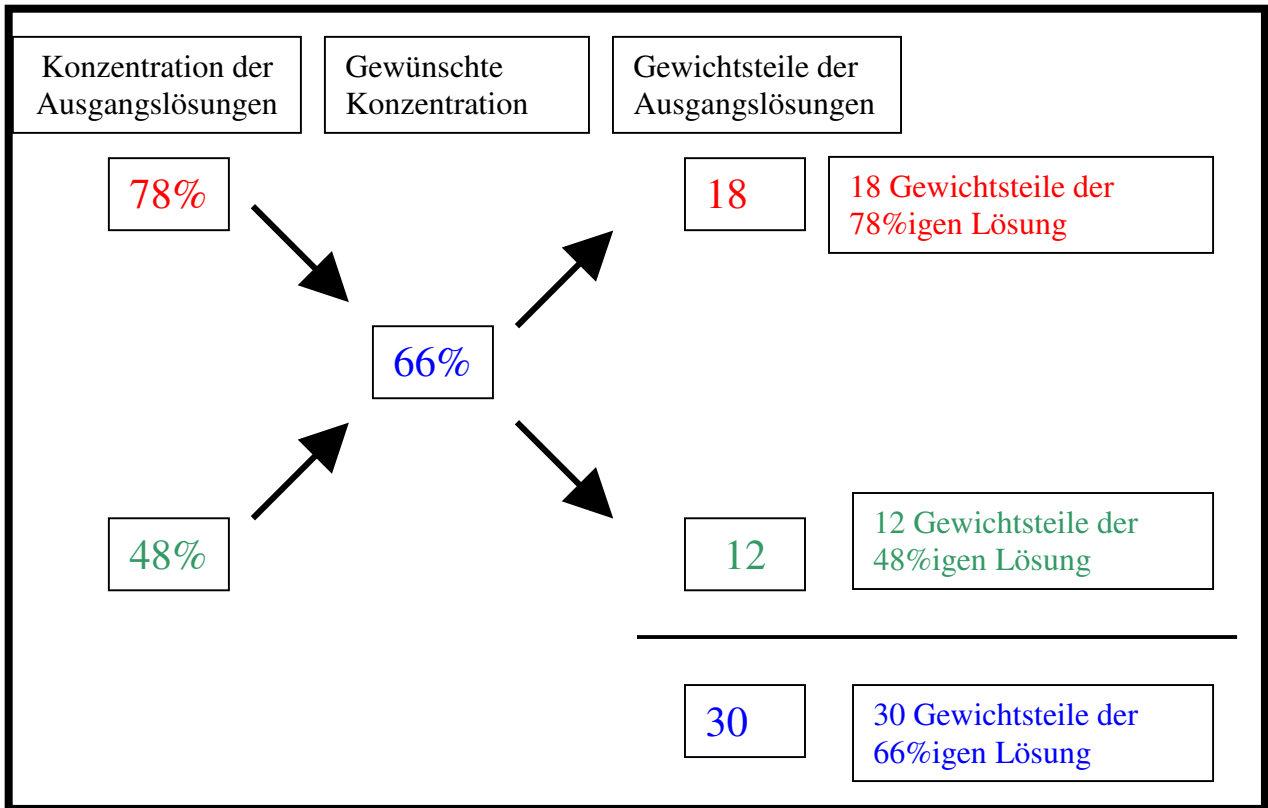 Konzentration der
Ausgangslösungen
Gewünschte
Konzentration
Gewichtsteile der
Ausgangslösungen
78%
18
18 Gewichtsteile der
78%igen Lösung
66%
48%
12
12 Gewichtsteile der
48%igen Lösung
30
30 Gewichtsteile der
66%igen Lösung